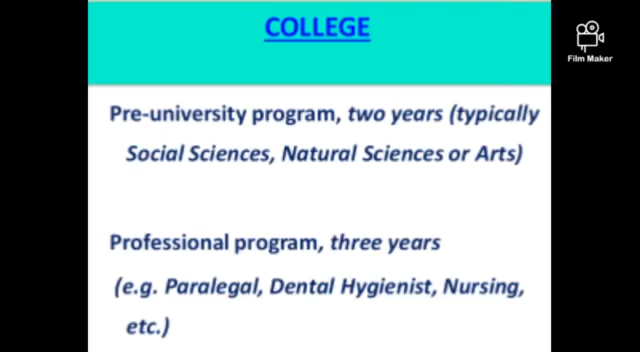 COLLEGE
Film Maker
Pre-university program, two years (typically
Social Sciences, Natural Sciences or Arts)
Professional program, three years
(e.g. Paralegal, Dental Hygienist, Nursing,
etc.)